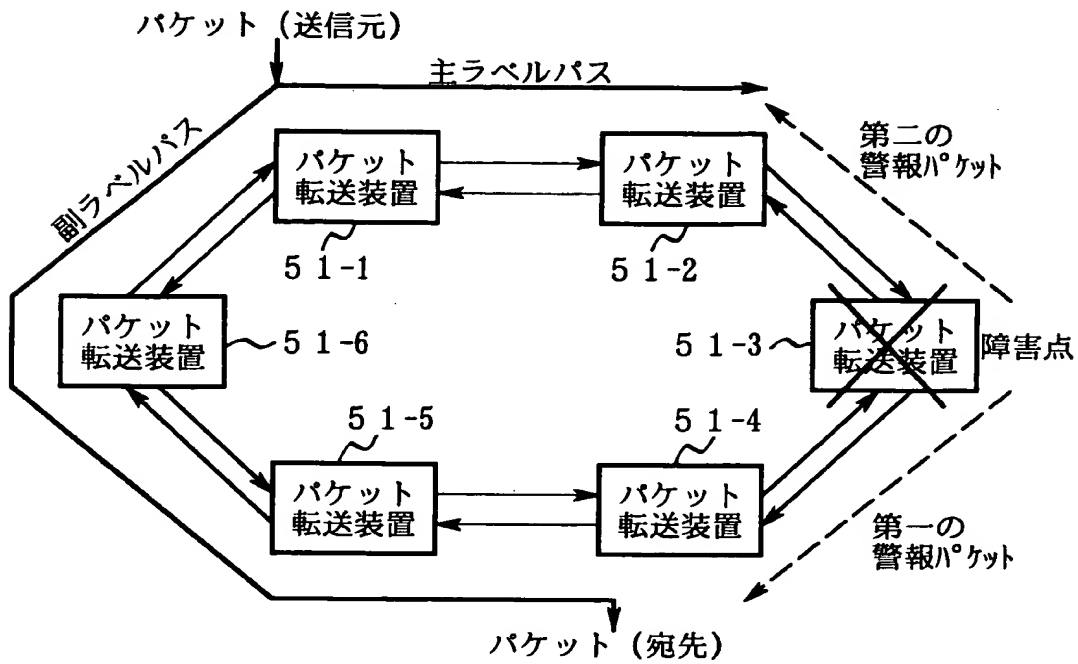 パケット（送信元）
主ラベルパス
副ラベルパス
第二の
警報パケット
パケット
転送装置
51-1
パケット
転送装置
51-2
パケット
転送装置
51-6
51-3
パケット
転送装置
障害点
51-5
パケット
転送装置
51-4
パケット
転送装置
第一の
警報パケット
パケット（宛先）